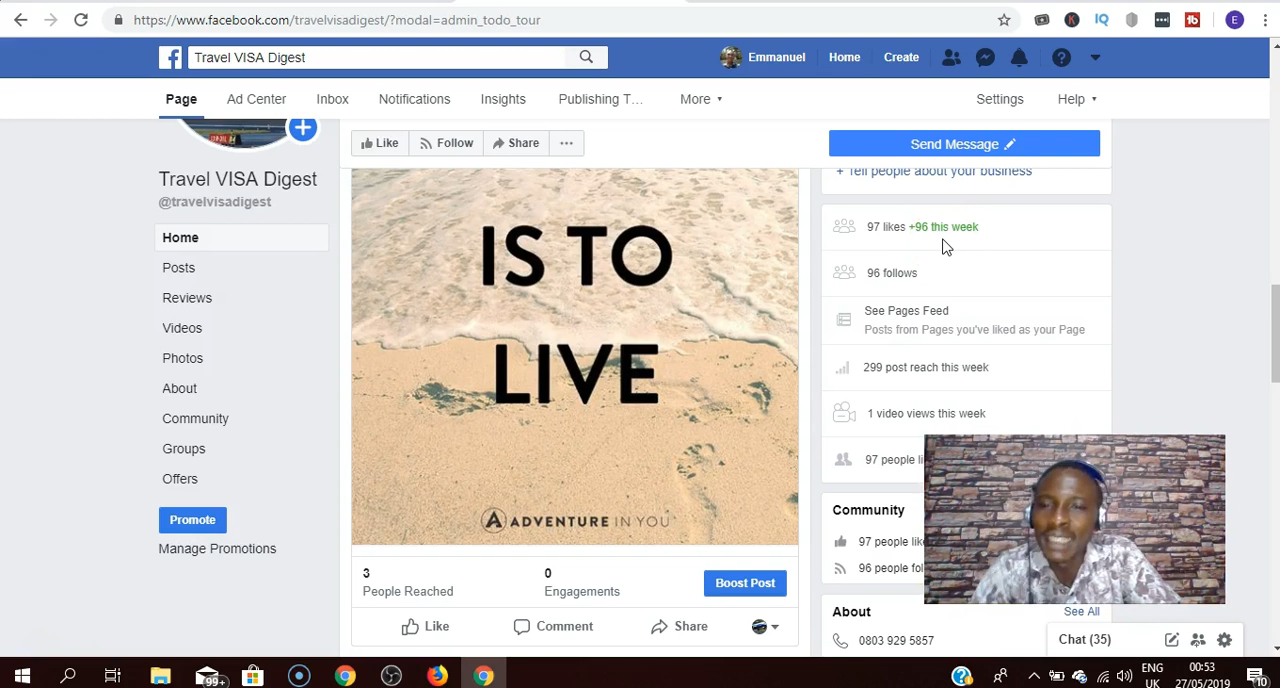 https://www.facebook.com/travelvisadigest/?modal=admin_todo_tour
K
IQ
tb
E
f
Travel VISA Digest
Emmanuel
Home
Create
Page
Ad Center
Inbox
Notifications
Insights
Publishing T...
More
Settings
Help
Like
Follow
Share
Send Message
Travel VISA Digest
@travelvisadigest
Home
Posts
Reviews
Videos
Photos
About
Community
Groups
Offers
Promote
Manage Promotions
IS TO
LIVE
ADVENTURE IN YOU
3
People Reached
0
Engagements
Boost Post
Like
Comment
Share
+ Tell people about your business
97 likes +96 this week
96 follows
See Pages Feed
Posts from Pages you've liked as your Page
299 post reach this week
1 video views this week
97 people li
Community
97 people lik
96 people fol
About
See All
0803 929 5857
Chat (35)
99+
ENG
UK
00:53
27/05/2019
10